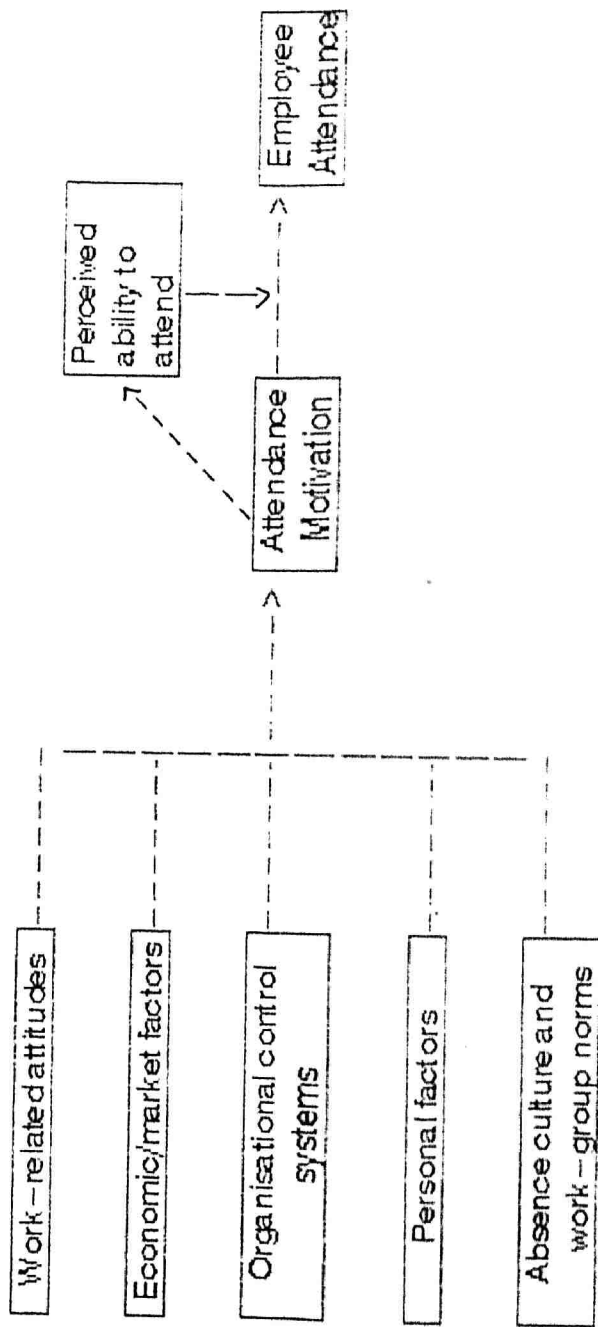 Work-related attitudes
Economic/market factors
Organisational control
systems
Personal factors
Absence culture and
work-group norms
Attendance
Motivation
Perceived
ability to
attend
Employee
Attendance